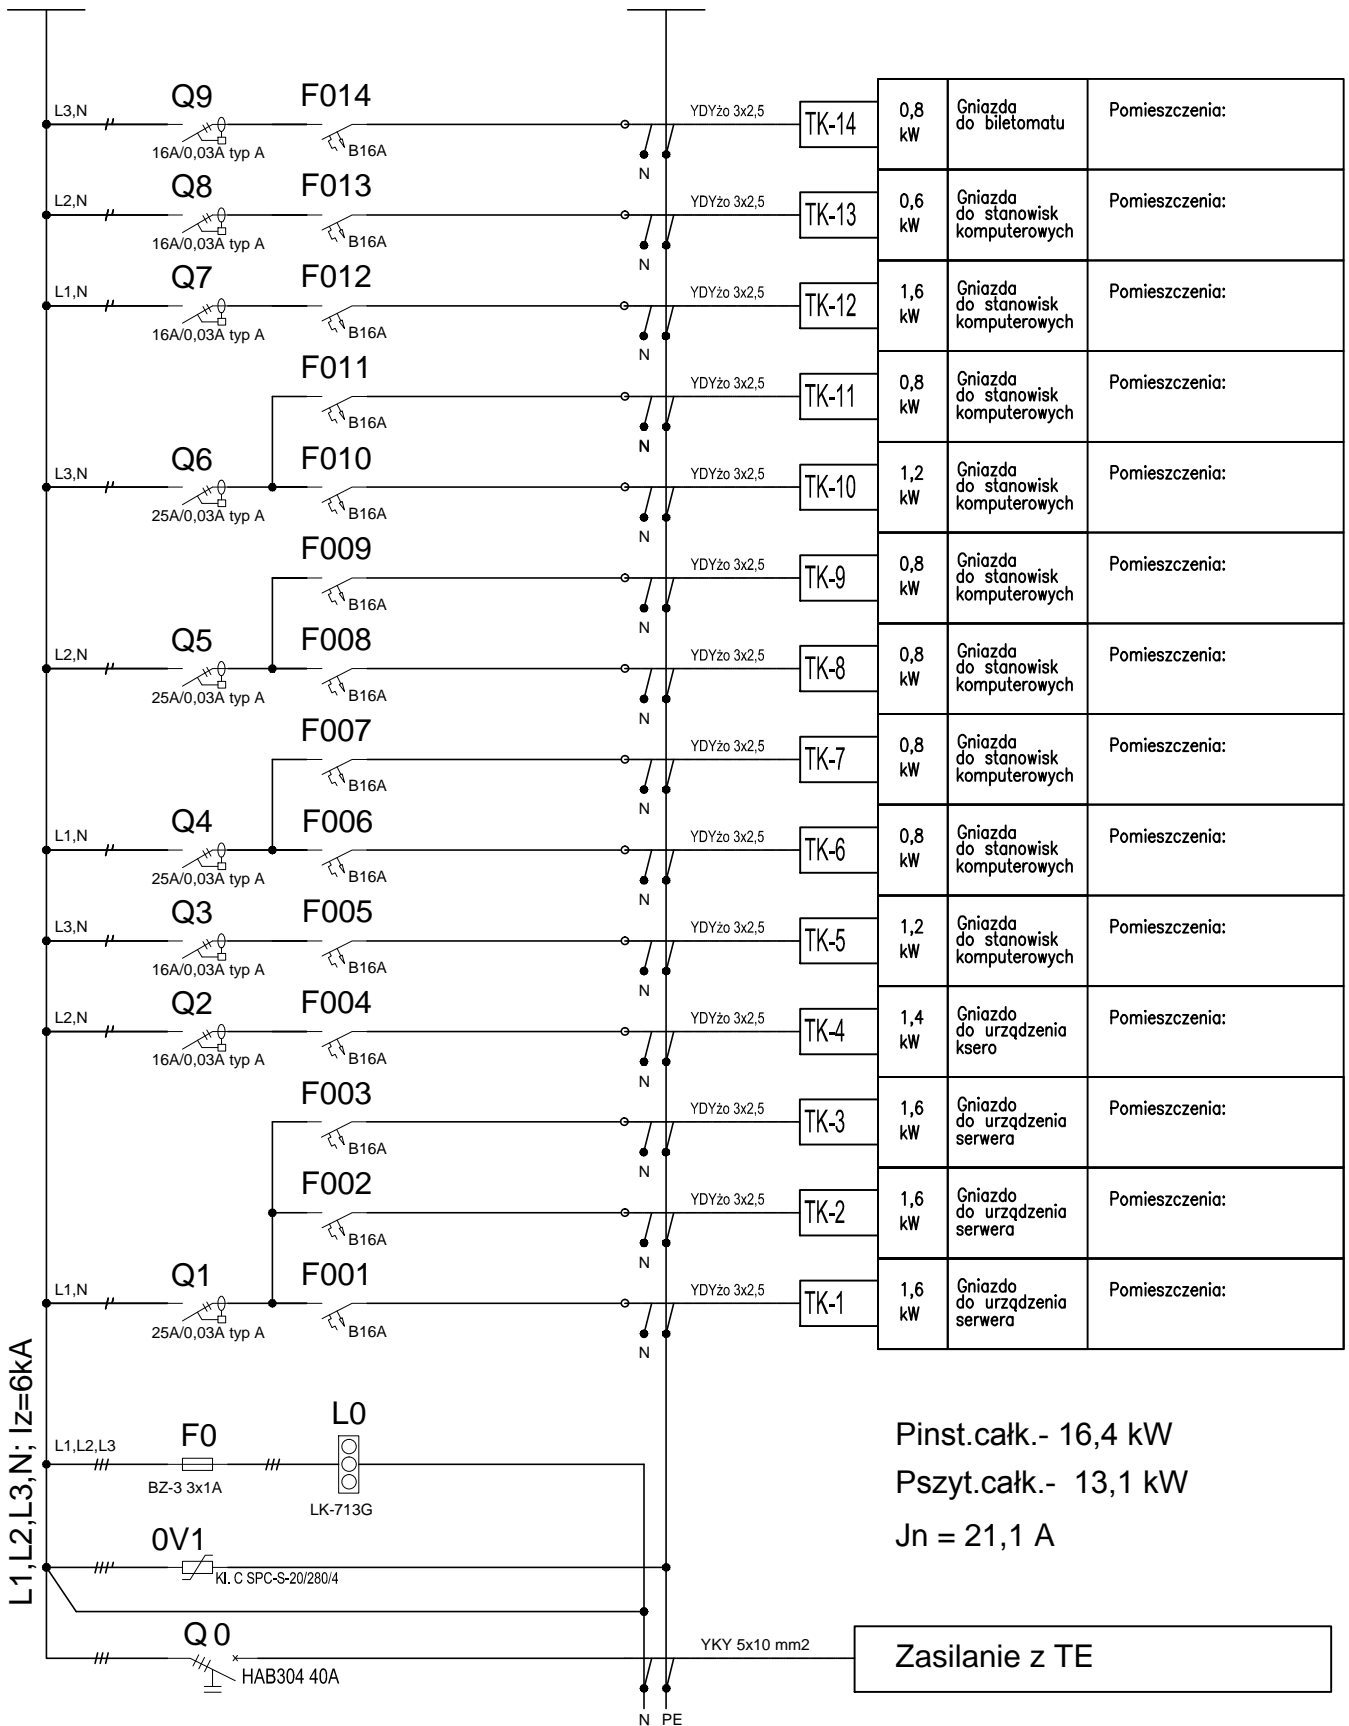 Q9
F014
L3,N
16A/0,03A typ A
B16A
N
YDYżo 3x2,5
TK-14
0,8
kW
Gniazda
do biletomatu
Pomieszczenia:
Q8
F013
L2,N
16A/0,03A typ A
B16A
N
YDYżo 3x2,5
TK-13
0,6
kW
Gniazda
do stanowisk
komputerowych
Pomieszczenia:
Q7
F012
L1,N
16A/0,03A typ A
B16A
N
YDYżo 3x2,5
TK-12
1,6
kW
Gniazda
do stanowisk
komputerowych
Pomieszczenia:
F011
B16A
N
YDYżo 3x2,5
TK-11
0,8
kW
Gniazda
do stanowisk
komputerowych
Pomieszczenia:
Q6
F010
L3,N
25A/0,03A typ A
B16A
N
YDYżo 3x2,5
TK-10
1,2
kW
Gniazda
do stanowisk
komputerowych
Pomieszczenia:
F009
B16A
N
YDYżo 3x2,5
TK-9
0,8
kW
Gniazda
do stanowisk
komputerowych
Pomieszczenia:
Q5
F008
L2,N
25A/0,03A typ A
B16A
N
YDYżo 3x2,5
TK-8
0,8
kW
Gniazda
do stanowisk
komputerowych
Pomieszczenia:
F007
B16A
N
YDYżo 3x2,5
TK-7
0,8
kW
Gniazda
do stanowisk
komputerowych
Pomieszczenia:
Q4
F006
L1,N
25A/0,03A typ A
B16A
N
YDYżo 3x2,5
TK-6
0,8
kW
Gniazda
do stanowisk
komputerowych
Pomieszczenia:
Q3
F005
L3,N
16A/0,03A typ A
B16A
N
YDYżo 3x2,5
TK-5
1,2
kW
Gniazda
do stanowisk
komputerowych
Pomieszczenia:
Q2
F004
L2,N
16A/0,03A typ A
B16A
N
YDYżo 3x2,5
TK-4
1,4
kW
Gniazdo
do urządzenia
ksero
Pomieszczenia:
F003
B16A
N
YDYżo 3x2,5
TK-3
1,6
kW
Gniazdo
do urządzenia
serwera
Pomieszczenia:
F002
B16A
N
YDYżo 3x2,5
TK-2
1,6
kW
Gniazdo
do urządzenia
serwera
Pomieszczenia:
Q1
F001
L1,N
25A/0,03A typ A
B16A
N
YDYżo 3x2,5
TK-1
1,6
kW
Gniazdo
do urządzenia
serwera
Pomieszczenia:
L1,L2,L3,N; Iz=6kA
L1,L2,L3
F0
BZ-3 3x1A
L0
LK-713G
Pinst.całk.- 16,4 kW
Pszyt.całk.- 13,1 kW
Jn = 21,1 A
0V1
Kl. C SPC-S-20/280/4
Q 0
HAB304 40A
YKY 5x10 mm2
Zasilanie z TE
N PE